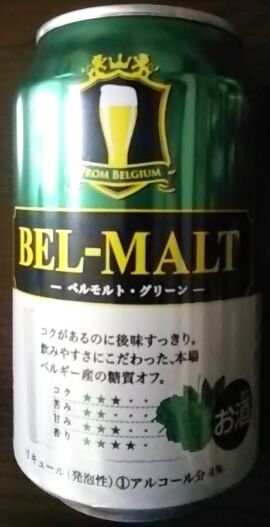 FROM BELGIUM
BEL-MALT
― ベルモルト・グリーン ―
コクがあるのに後味すっきり。
飲みやすさにこだわった、本場
ベルギー産の糖質オフ。
コク ★★★・・
苦み ★★・・・
甘み ★★・・・
香り ★★★★・
お酒
リキュール(発泡性)①アルコール分4%